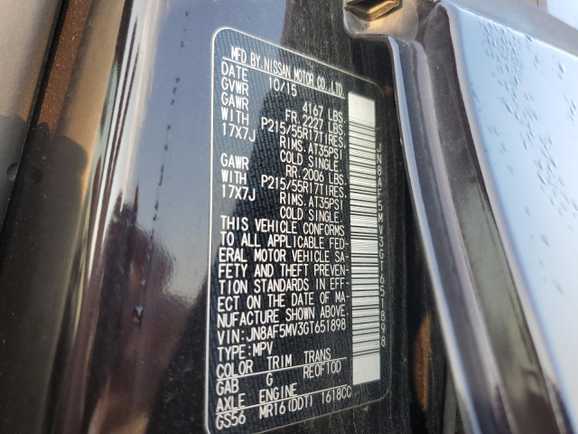 MFD BY NISSAN MOTOR CO.,LTD.
DATE 10/15
GVWR 4167 LBS
GAWR FR. 2227 LBS
WITH P215/55R17TIRES.
17X7J RIMS. AT35PSI
COLD SINGLE.
GAWR RR. 2006 LBS
WITH P215/55R17TIRES.
17X7J RIMS. AT35PSI
COLD SINGLE.
THIS VEHICLE CONFORMS
TO ALL APPLICABLE FED-
ERAL MOTOR VEHICLE SA-
FETY AND THEFT PREVEN-
TION STANDARDS IN EFF-
ECT ON THE DATE OF MA-
NUFACTURE SHOWN ABOVE.
VIN:JN8AF5MV3GT651898
TYPE:MPV
COLOR TRIM TRANS
GAB G RE0F10D
AXLE ENGINE
GS56 MR16(DDT) 1618CC
JN8AF5MV3GT651898